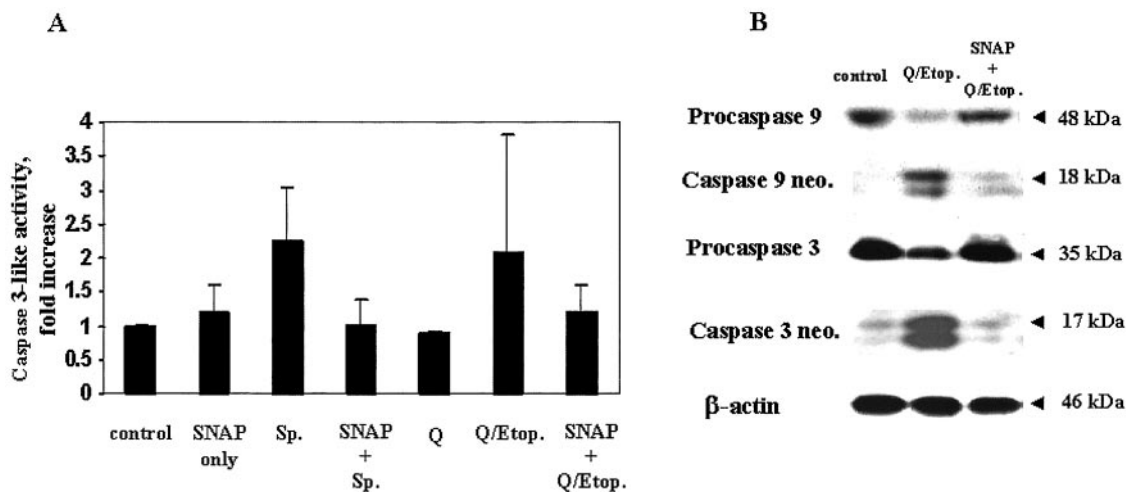 A
Caspase 3-like activity,
fold increase
4
3.5
3
2.5
2
1.5
1
0.5
0
control
SNAP
only
Sp.
SNAP
+
Sp.
Q
Q/Etop.
SNAP
+
Q/Etop.
B
control
Q/Etop.
SNAP
+
Q/Etop.
Procaspase 9
48 kDa
Caspase 9 neo.
18 kDa
Procaspase 3
35 kDa
Caspase 3 neo.
17 kDa
β-actin
46 kDa